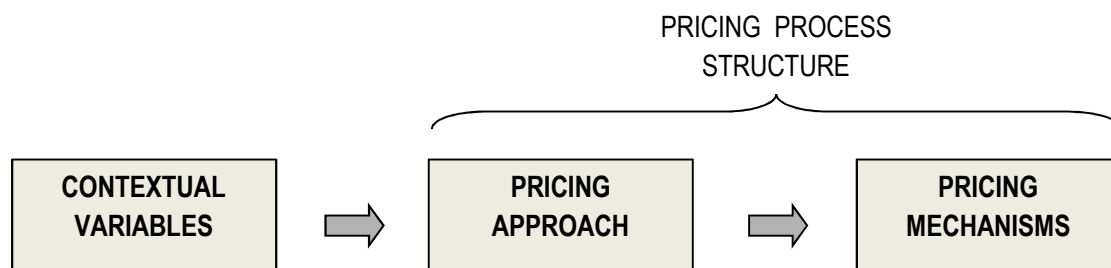 PRICING PROCESS
STRUCTURE
CONTEXTUAL
VARIABLES
PRICING
APPROACH
PRICING
MECHANISMS